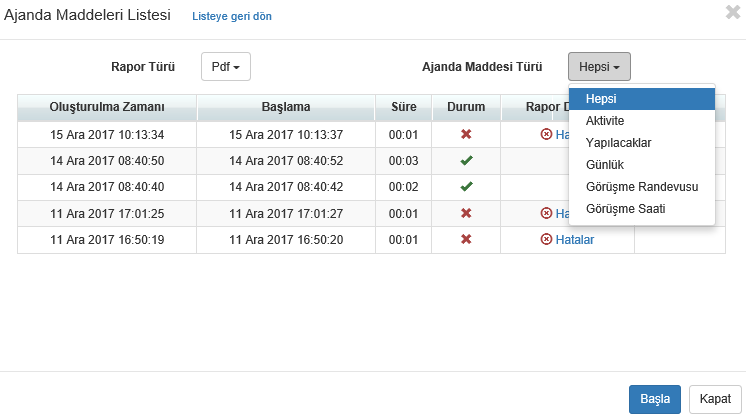 Ajanda Maddeleri Listesi Listeye geri dön
Rapor Türü Pdf Ajanda Maddesi Türü Hepsi
Hepsi
Aktivite
Yapılacaklar
Günlük
Görüşme Randevusu
Görüşme Saati
Oluşturulma Zamanı Başlama Süre Durum Rapor D
15 Ara 2017 10:13:34 15 Ara 2017 10:13:37 00:01 Ha
14 Ara 2017 08:40:50 14 Ara 2017 08:40:52 00:03
14 Ara 2017 08:40:40 14 Ara 2017 08:40:42 00:02
11 Ara 2017 17:01:25 11 Ara 2017 17:01:27 00:01 Ha
11 Ara 2017 16:50:19 11 Ara 2017 16:50:20 00:01 Hatalar
Başla Kapat